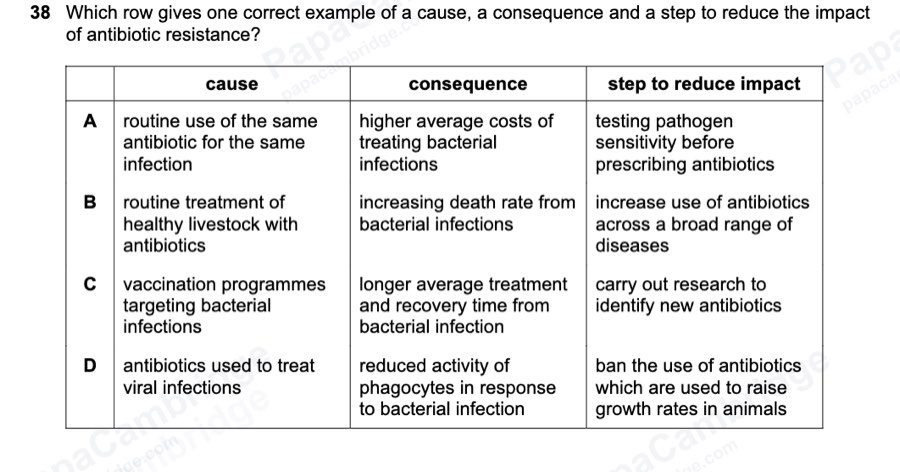 38 Which row gives one correct example of a cause, a consequence and a step to reduce the impact
of antibiotic resistance?
cause consequence step to reduce impact
A routine use of the same higher average costs of testing pathogen
antibiotic for the same treating bacterial sensitivity before
infection infections prescribing antibiotics
B routine treatment of increasing death rate from increase use of antibiotics
healthy livestock with bacterial infections across a broad range of
antibiotics diseases
C vaccination programmes longer average treatment carry out research to
targeting bacterial and recovery time from identify new antibiotics
infections bacterial infection
D antibiotics used to treat reduced activity of ban the use of antibiotics
viral infections phagocytes in response which are used to raise
to bacterial infection growth rates in animals